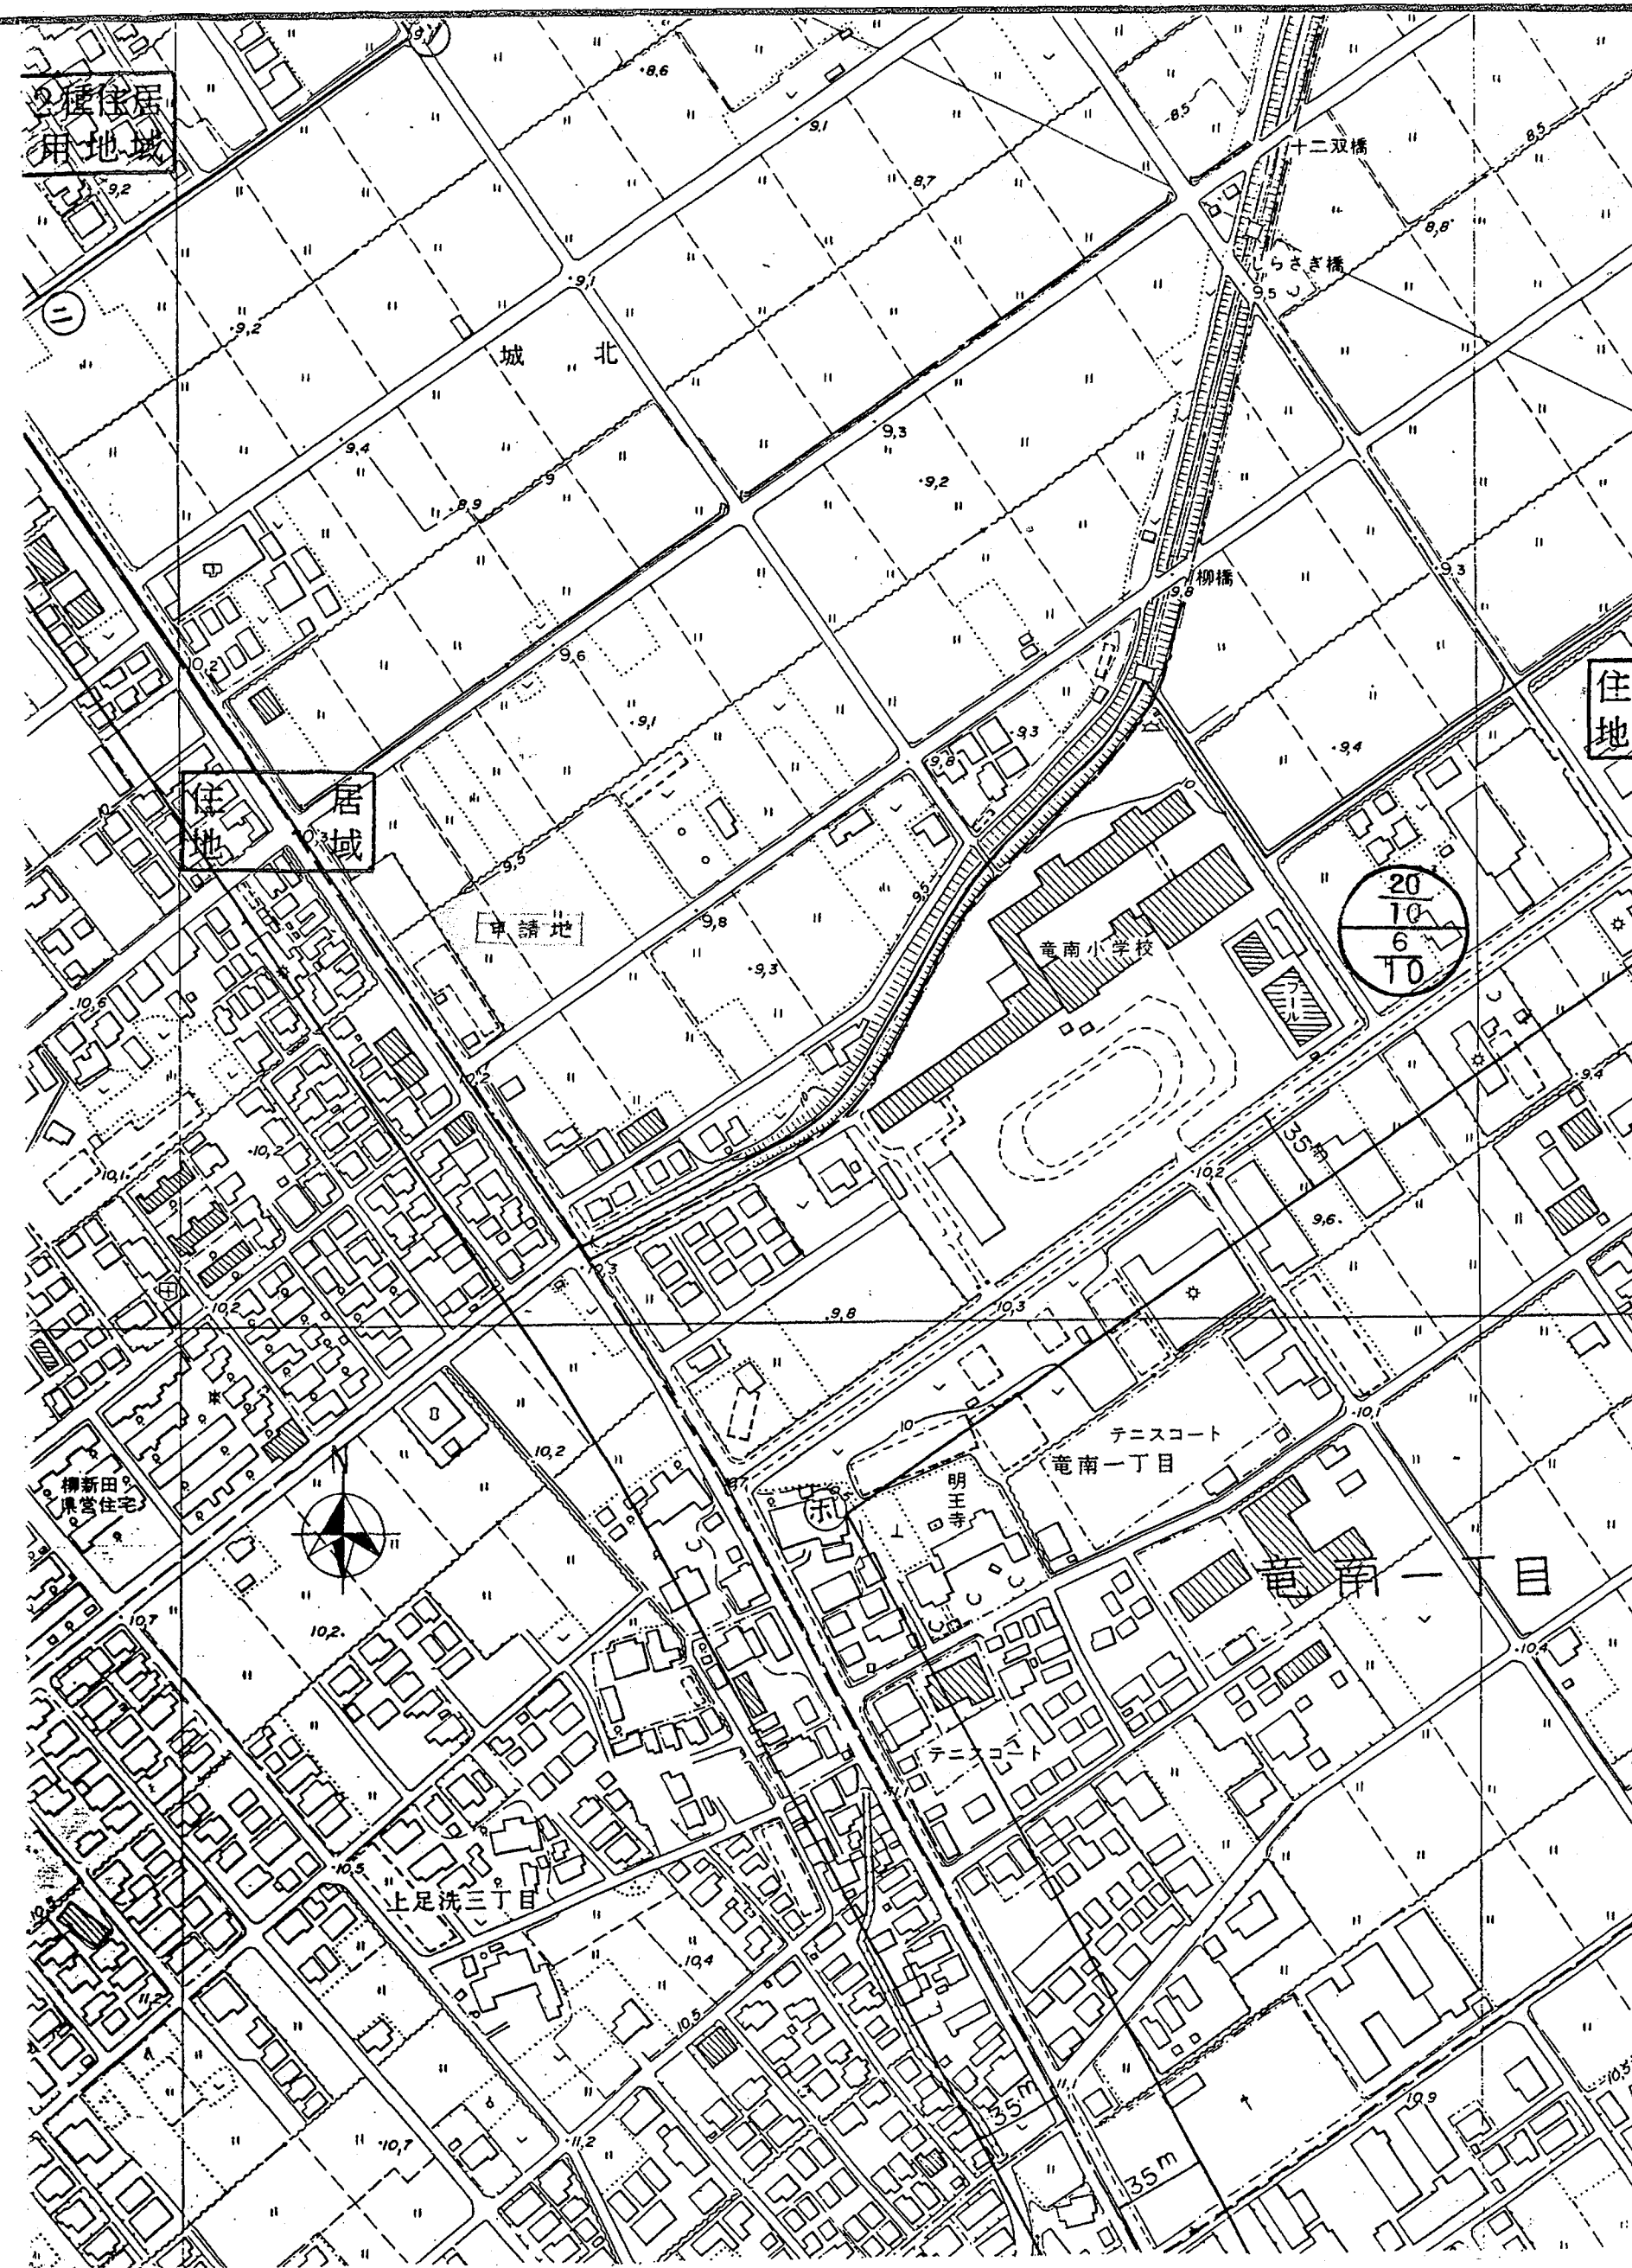 9,1
2種住居
用地域
8,6
9,1
8,5
8,5
十二双橋
9,2
8,7
8,8
しらさぎ橋
9,1
9,5
ニ
9,2
城北
9,4
9,3
9,2
8,9
9
柳橋
9,8
9,3
10,2
9,6
9,1
9,3
9,8
9,4
住
地
住居
地域
10,3
9,5
9,5
20
10
6
10
申請地
9,8
9,3
竜南小学校
プール
10,6
10,2
9,4
35m
10,2
10,2
10,1
9,6
10,3
10,2
9,8
10,3
10,1
テニスコート
竜南一丁目
10
10,2
N
柳新田
県営住宅
明王寺
ホ
竜南一丁目
10,7
10,2
10,4
テニスコート
10,5
上足洗三丁目
10,4
11,2
10,5
35m
10,9
10,5
10,7
11,2
35m